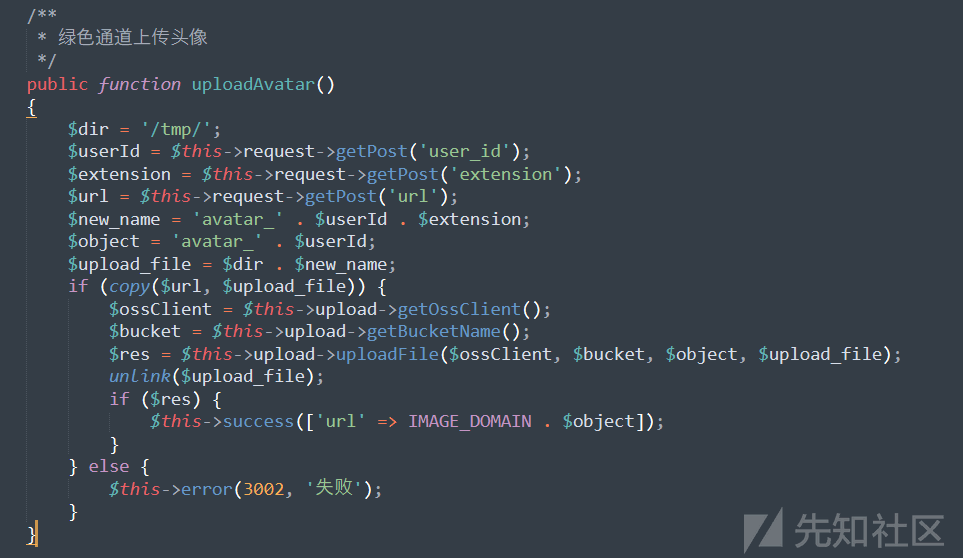 /**
 * 绿色通道上传头像
 */
public function uploadAvatar()
{
    $dir = '/tmp/';
    $userId = $this->request->getPost('user_id');
    $extension = $this->request->getPost('extension');
    $url = $this->request->getPost('url');
    $new_name = 'avatar_' . $userId . $extension;
    $object = 'avatar_' . $userId;
    $upload_file = $dir . $new_name;
    if (copy($url, $upload_file)) {
        $ossClient = $this->upload->getOssClient();
        $bucket = $this->upload->getBucketName();
        $res = $this->upload->uploadFile($ossClient, $bucket, $object, $upload_file);
        unlink($upload_file);
        if ($res) {
            $this->success(['url' => IMAGE_DOMAIN . $object]);
        }
    } else {
        $this->error(3002, '失败');
    }
}
先知社区